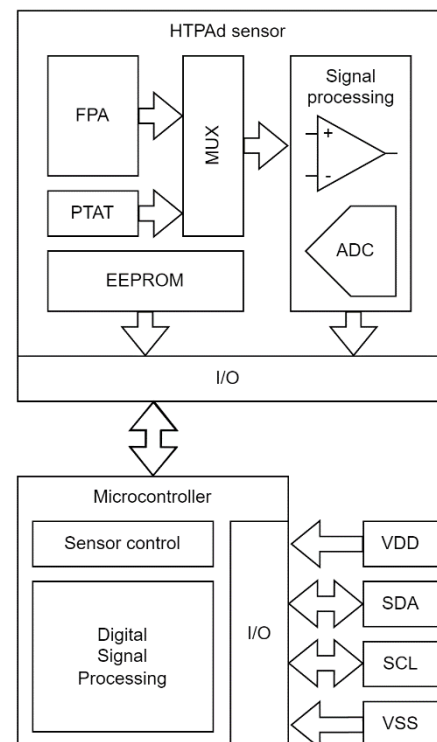 HTPAd sensor
FPA
MUX
Signal
processing
+
-
PTAT
ADC
EEPROM
I/O
Microcontroller
Sensor control
I/O
VDD
SDA
Digital
Signal
Processing
SCL
VSS